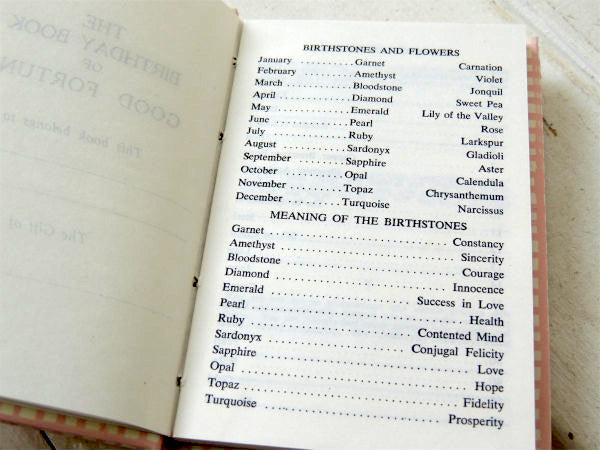 THE
BIRTHDAY BOOK
OF
GOOD FORTUN
This book belongs to
The Gift of
BIRTHSTONES AND FLOWERS
January ..........Garnet Carnation
February .........Amethyst Violet
March ............Bloodstone Jonquil
April ............Diamond Sweet Pea
May ..............Emerald Lily of the Valley
June .............Pearl Rose
July .............Ruby Larkspur
August ...........Sardonyx Gladioli
September ........Sapphire Aster
October ..........Opal Calendula
November .........Topaz Chrysanthemum
December .........Turquoise Narcissus
MEANING OF THE BIRTHSTONES
Garnet ........................ Constancy
Amethyst ...................... Sincerity
Bloodstone .................... Courage
Diamond ....................... Innocence
Emerald ....................... Success in Love
Pearl ......................... Health
Ruby .......................... Contented Mind
Sardonyx ...................... Conjugal Felicity
Sapphire ...................... Love
Opal .......................... Hope
Topaz ......................... Fidelity
Turquoise ..................... Prosperity